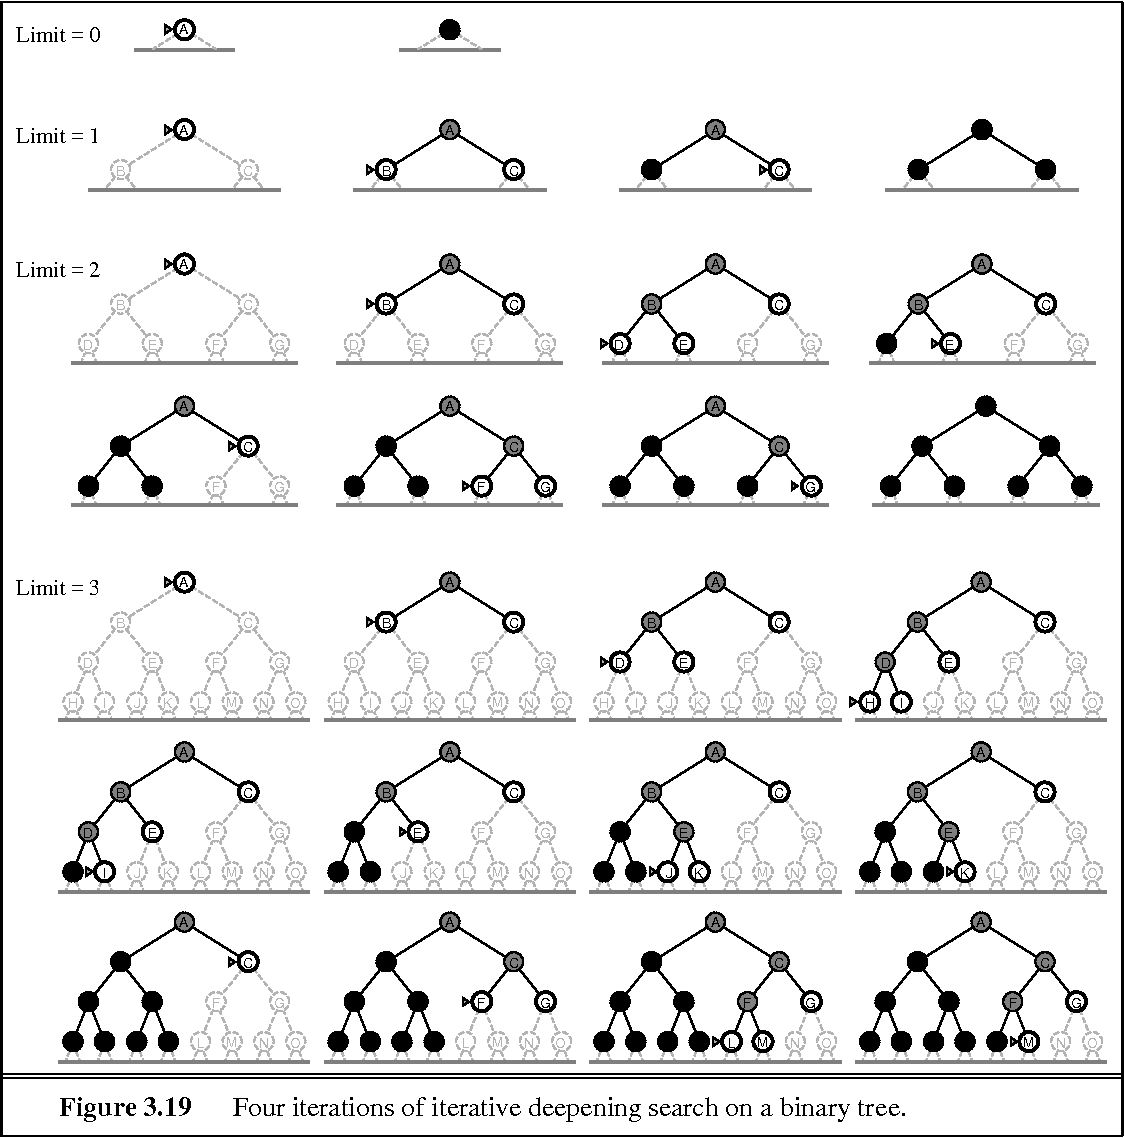 Limit = 0 A
Limit = 1 A A A
B C B C C
Limit = 2 A A A A
B C B C B C B C
D E F G D E F G D E F G E F G
A A A
C C C
F G F G G
Limit = 3 A A A A
B C B C B C B C
D E F G D E F G D E F G D E F G
H I J K L M N O H I J K L M N O H I J K L M N O H I J K L M N O
A A A A
B C B C B C B C
D E F G E F G E F G E F G
I J K L M N O J K L M N O J K L M N O K L M N O
A A A A
C C C C
F G F G F G F G
L M N O L M N O L M N O M N O
Figure 3.19 Four iterations of iterative deepening search on a binary tree.